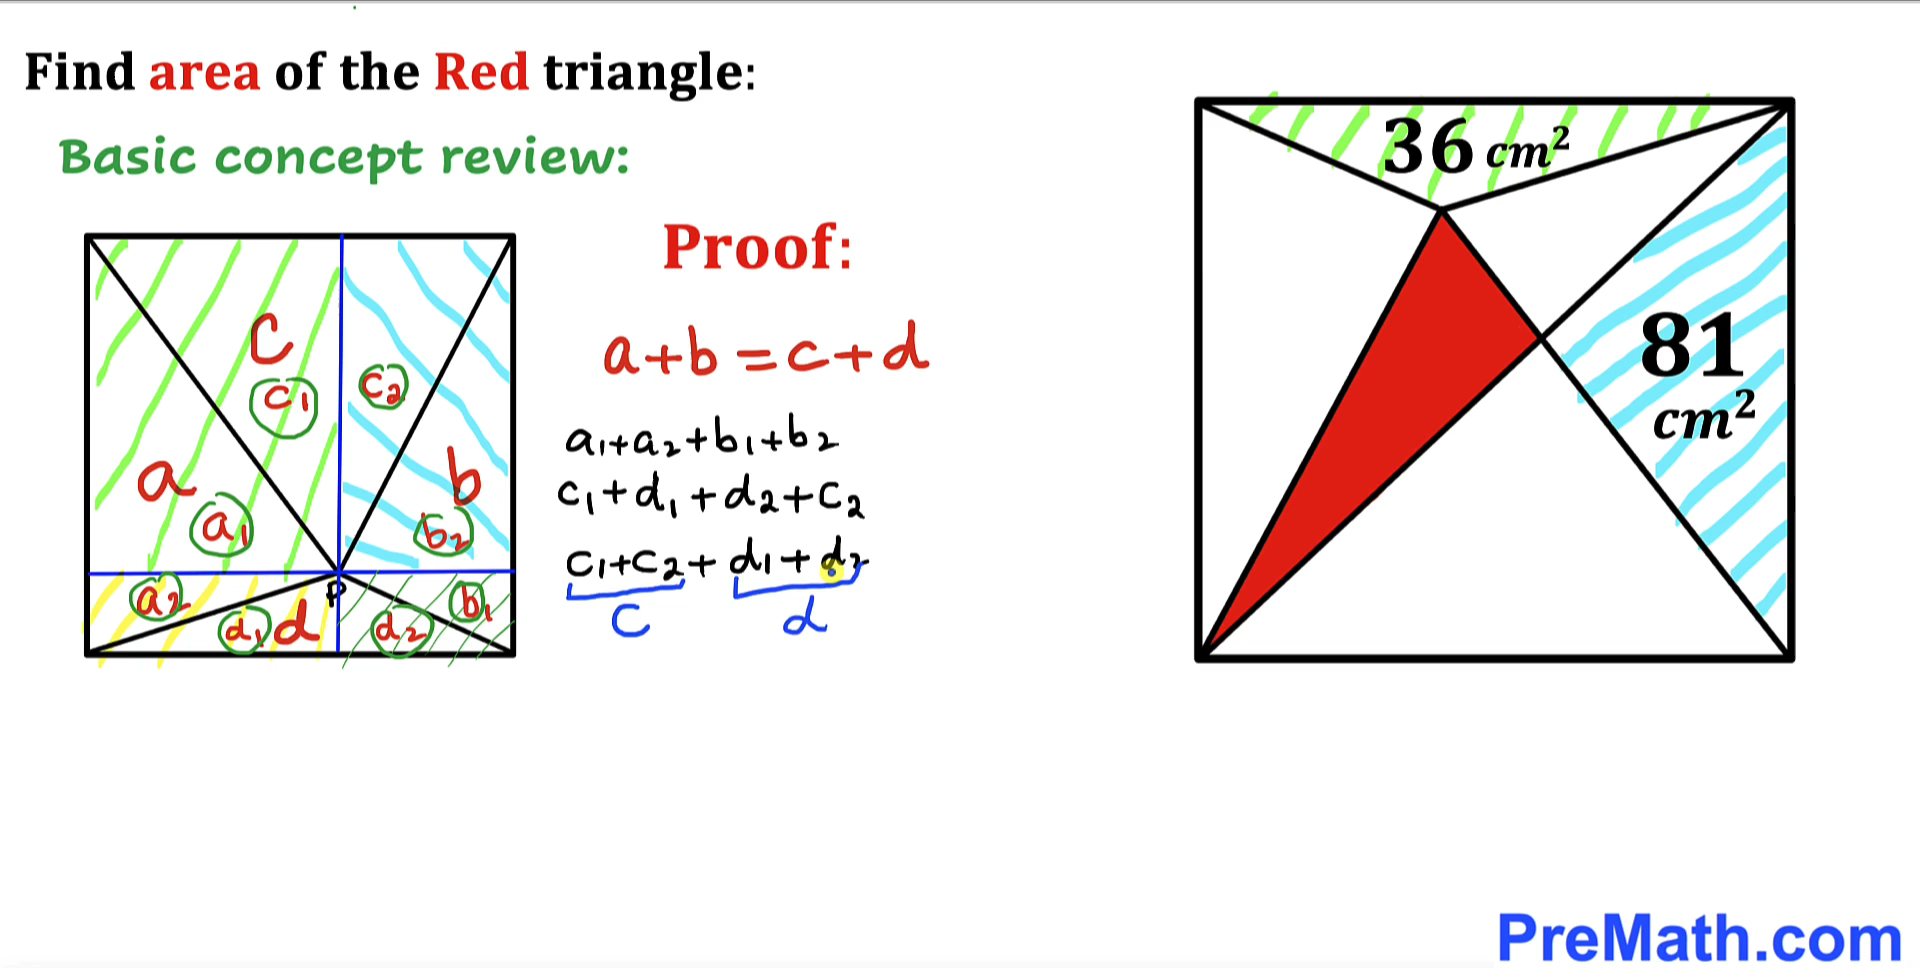 Find area of the Red triangle:
Basic concept review:
Proof:
a+b=c+d
a₁+a₂+b₁+b₂
c₁+d₁+d₂+c₂
c₁+c₂+d₁+d₂
c
d
c
c₁
c₂
a
a₁
b
b₂
a₂
d₁
d
P
d₂
b₁
36 cm²
81
cm²
PreMath.com